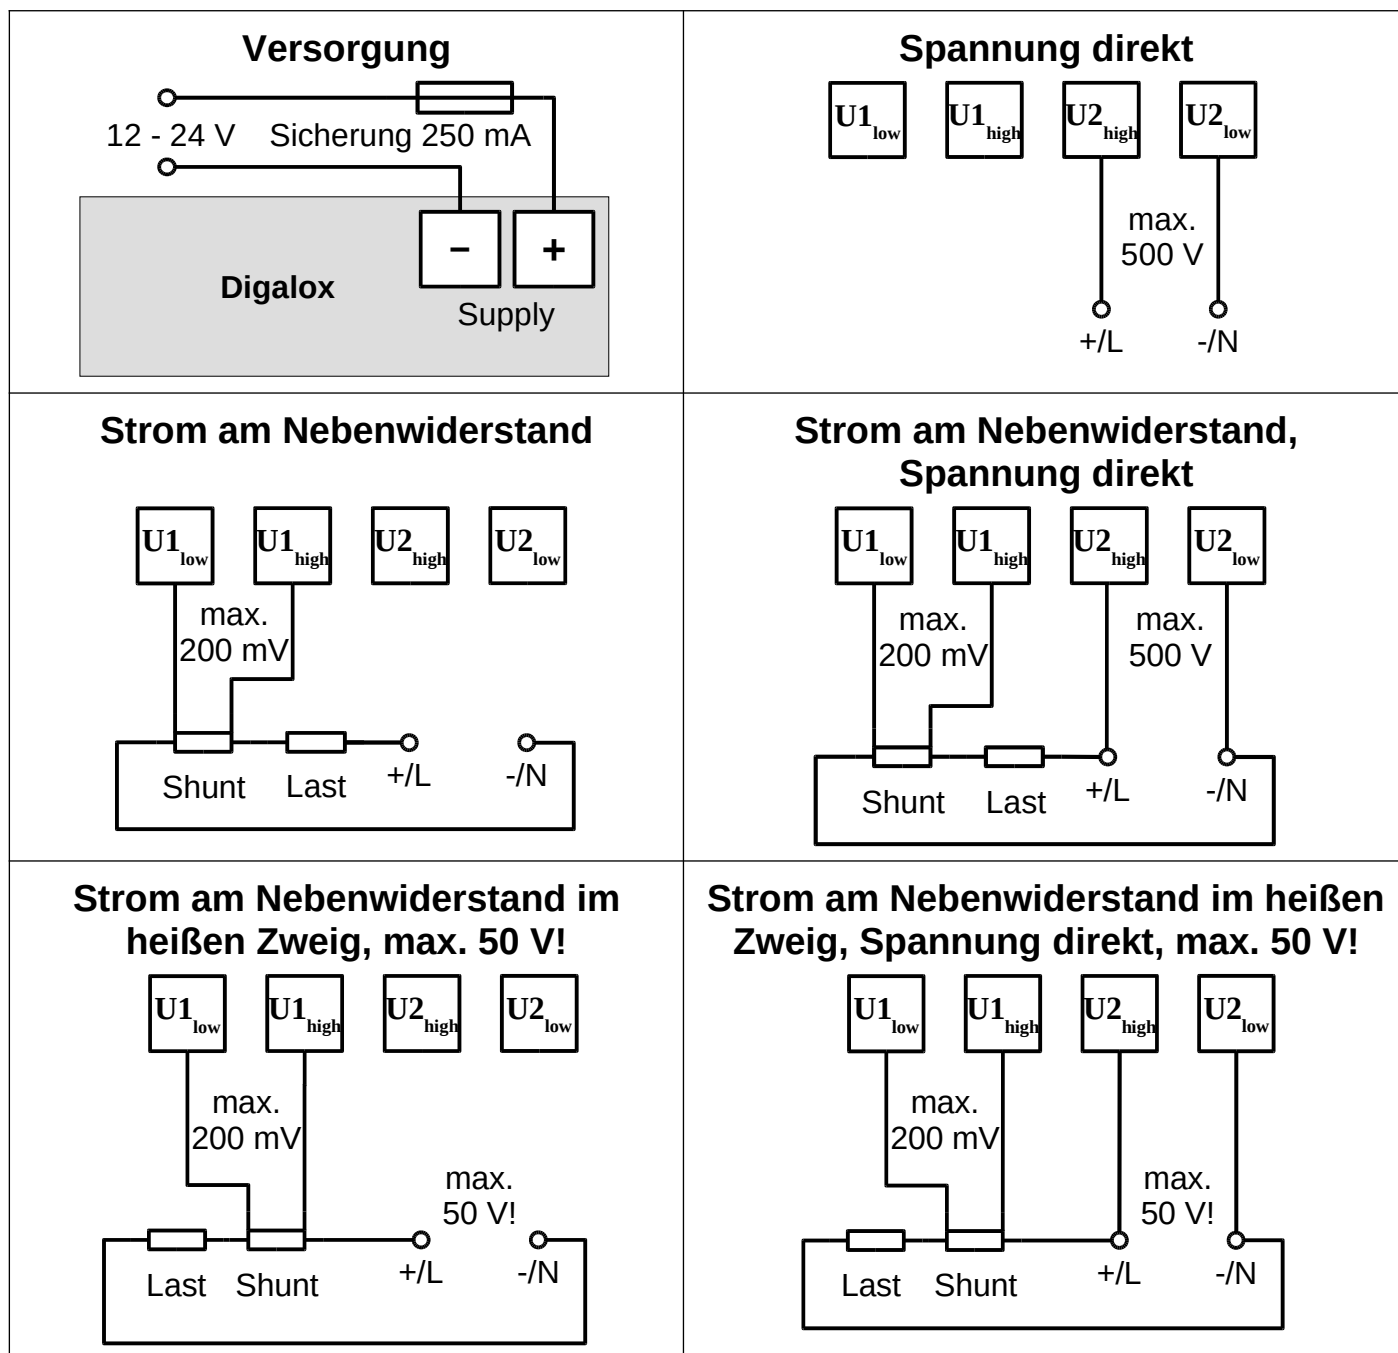 Versorgung
12 - 24 V Sicherung 250 mA
– +
Digalox
Supply
Spannung direkt
U1low U1high U2high U2low
max.
500 V
+/L -/N
Strom am Nebenwiderstand
U1low U1high U2high U2low
max.
200 mV
Shunt Last +/L -/N
Strom am Nebenwiderstand,
Spannung direkt
U1low U1high U2high U2low
max. max.
200 mV 500 V
Shunt Last +/L -/N
Strom am Nebenwiderstand im
heißen Zweig, max. 50 V!
U1low U1high U2high U2low
max.
200 mV
max.
50 V!
Last Shunt +/L -/N
Strom am Nebenwiderstand im heißen
Zweig, Spannung direkt, max. 50 V!
U1low U1high U2high U2low
max.
200 mV
max.
50 V!
Last Shunt +/L -/N